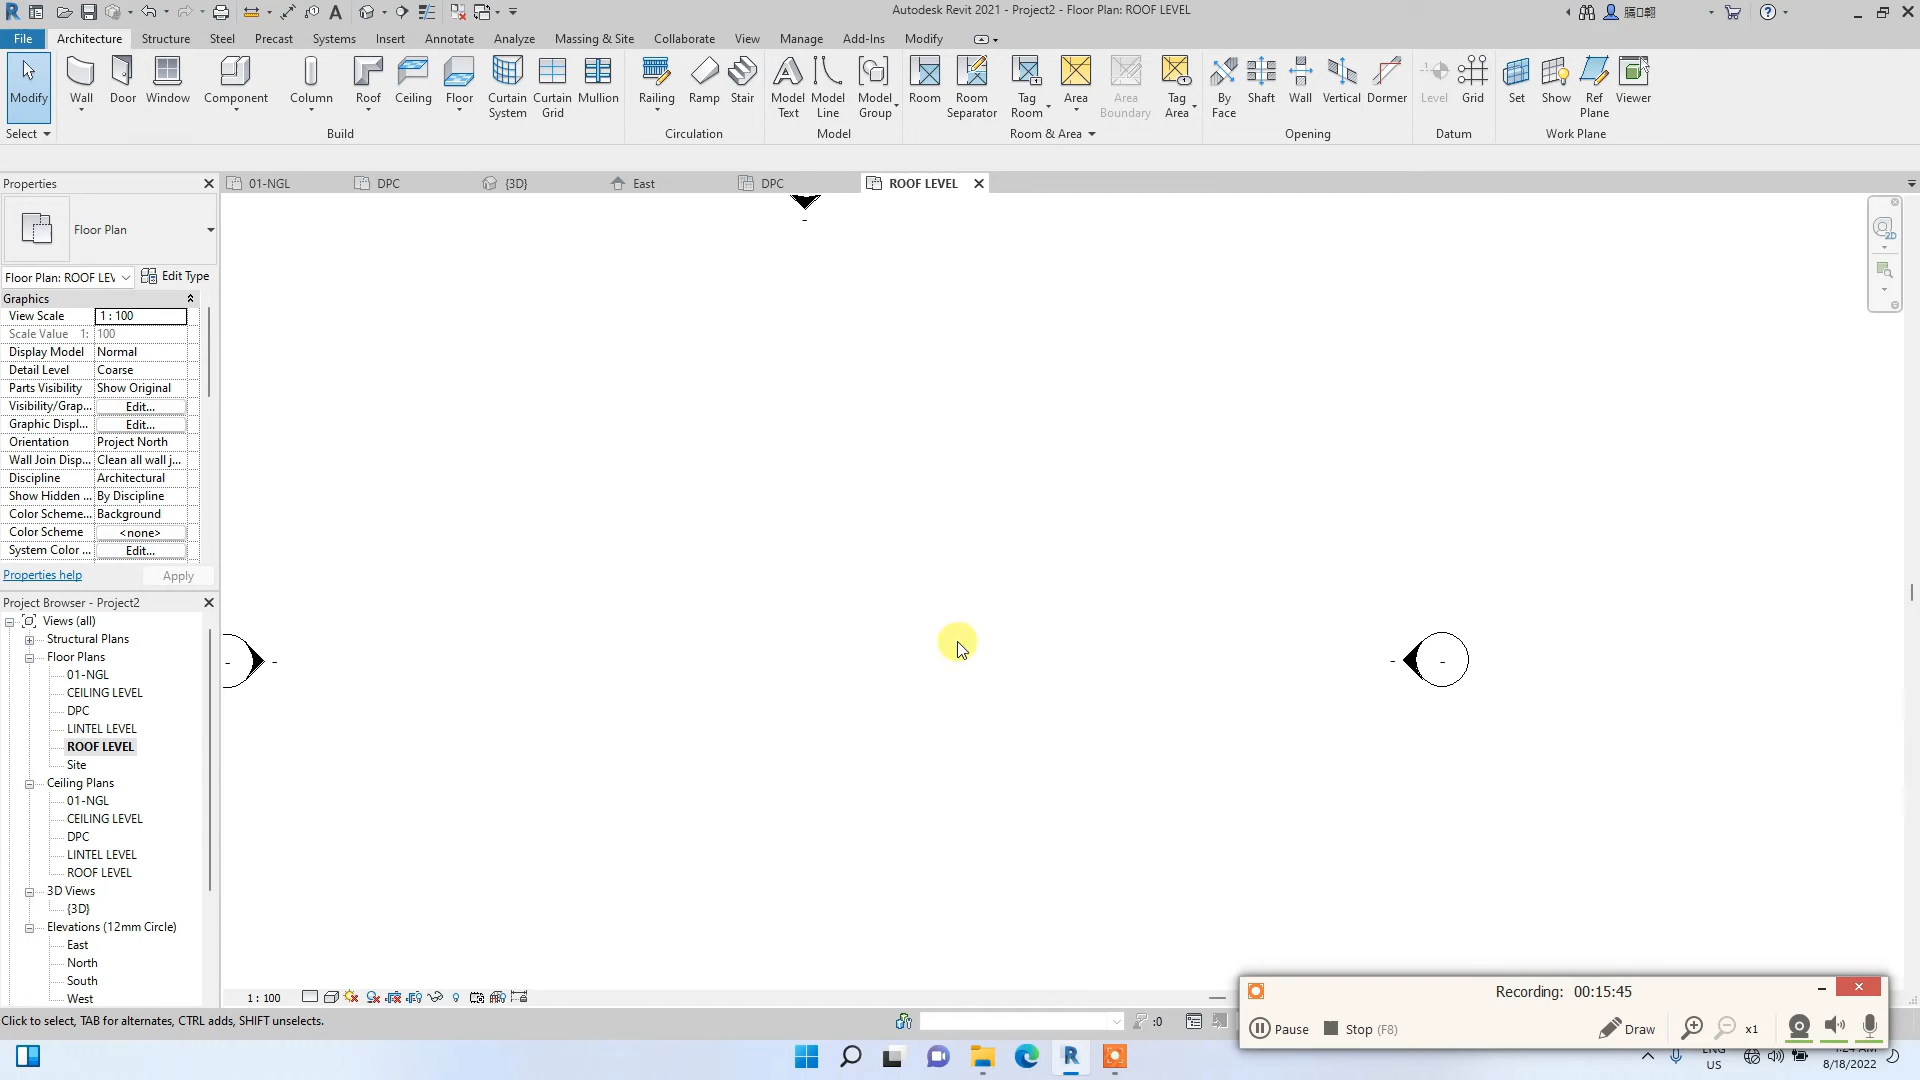 Autodesk Revit 2021 - Project2 - Floor Plan: ROOF LEVEL
File Architecture Structure Steel Precast Systems Insert Annotate Analyze Massing & Site Collaborate View Manage Add-Ins Modify
Modify Wall Door Window Component Column Roof Ceiling Floor Curtain System Curtain Grid Mullion Railing Ramp Stair Model Text Model Line Model Group Room Room Separator Tag Room Area Area Boundary Tag Area By Face Shaft Wall Vertical Dormer Level Grid Set Show Ref Plane Viewer
Select Build Circulation Model Room & Area Opening Datum Work Plane
Properties
01-NGL DPC {3D} East DPC ROOF LEVEL
Floor Plan
Floor Plan: ROOF LEV Edit Type
Graphics
View Scale 1 : 100
Scale Value 1: 100
Display Model Normal
Detail Level Coarse
Parts Visibility Show Original
Visibility/Grap... Edit...
Graphic Displ... Edit...
Orientation Project North
Wall Join Disp... Clean all wall j...
Discipline Architectural
Show Hidden ... By Discipline
Color Scheme... Background
Color Scheme <none>
System Color ... Edit...
Properties help Apply
Project Browser - Project2
Views (all)
Structural Plans
Floor Plans
01-NGL
CEILING LEVEL
DPC
LINTEL LEVEL
ROOF LEVEL
Site
Ceiling Plans
01-NGL
CEILING LEVEL
DPC
LINTEL LEVEL
ROOF LEVEL
3D Views
{3D}
Elevations (12mm Circle)
East
North
South
West
1 : 100
Click to select, TAB for alternates, CTRL adds, SHIFT unselects.
:0
Recording: 00:15:45
Pause Stop (F8) Draw x1
ENG
US
8/18/2022